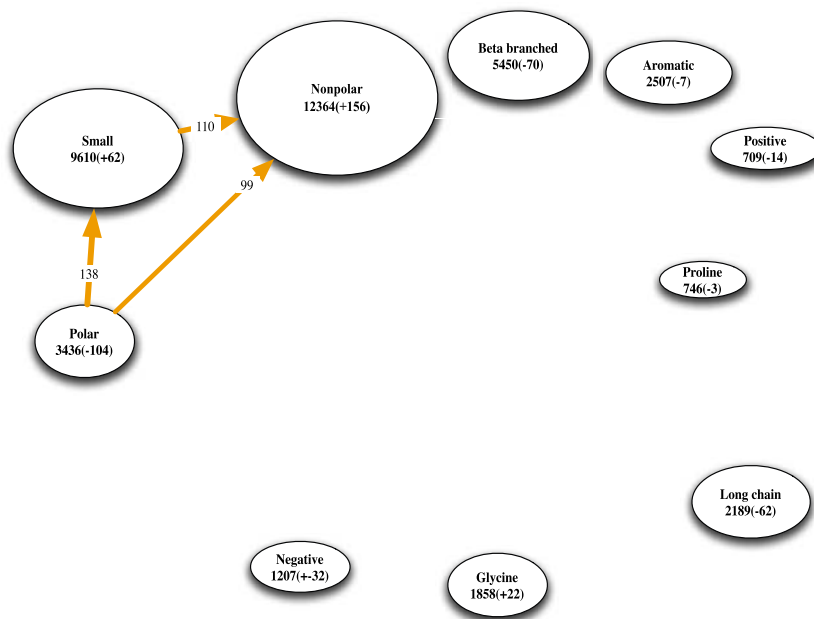 Beta branched
5450(-70)
Aromatic
2507(-7)
Nonpolar
12364(+156)
Small
9610(+62)
110
Positive
709(-14)
99
138
Proline
746(-3)
Polar
3436(-104)
Long chain
2189(-62)
Negative
1207(+-32)
Glycine
1858(+22)